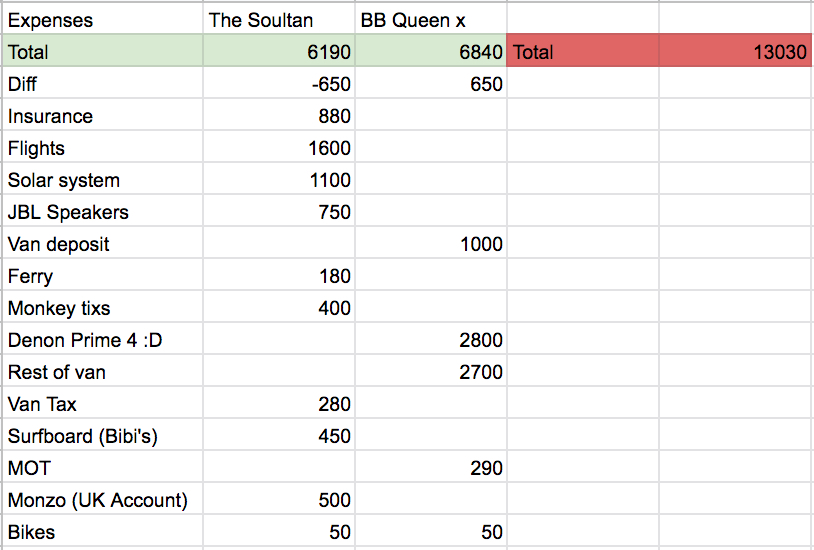 Expenses The Soultan BB Queen x
Total 6190 6840 Total 13030
Diff -650 650
Insurance 880
Flights 1600
Solar system 1100
JBL Speakers 750
Van deposit 1000
Ferry 180
Monkey tixs 400
Denon Prime 4 :D 2800
Rest of van 2700
Van Tax 280
Surfboard (Bibi's) 450
MOT 290
Monzo (UK Account) 500
Bikes 50 50